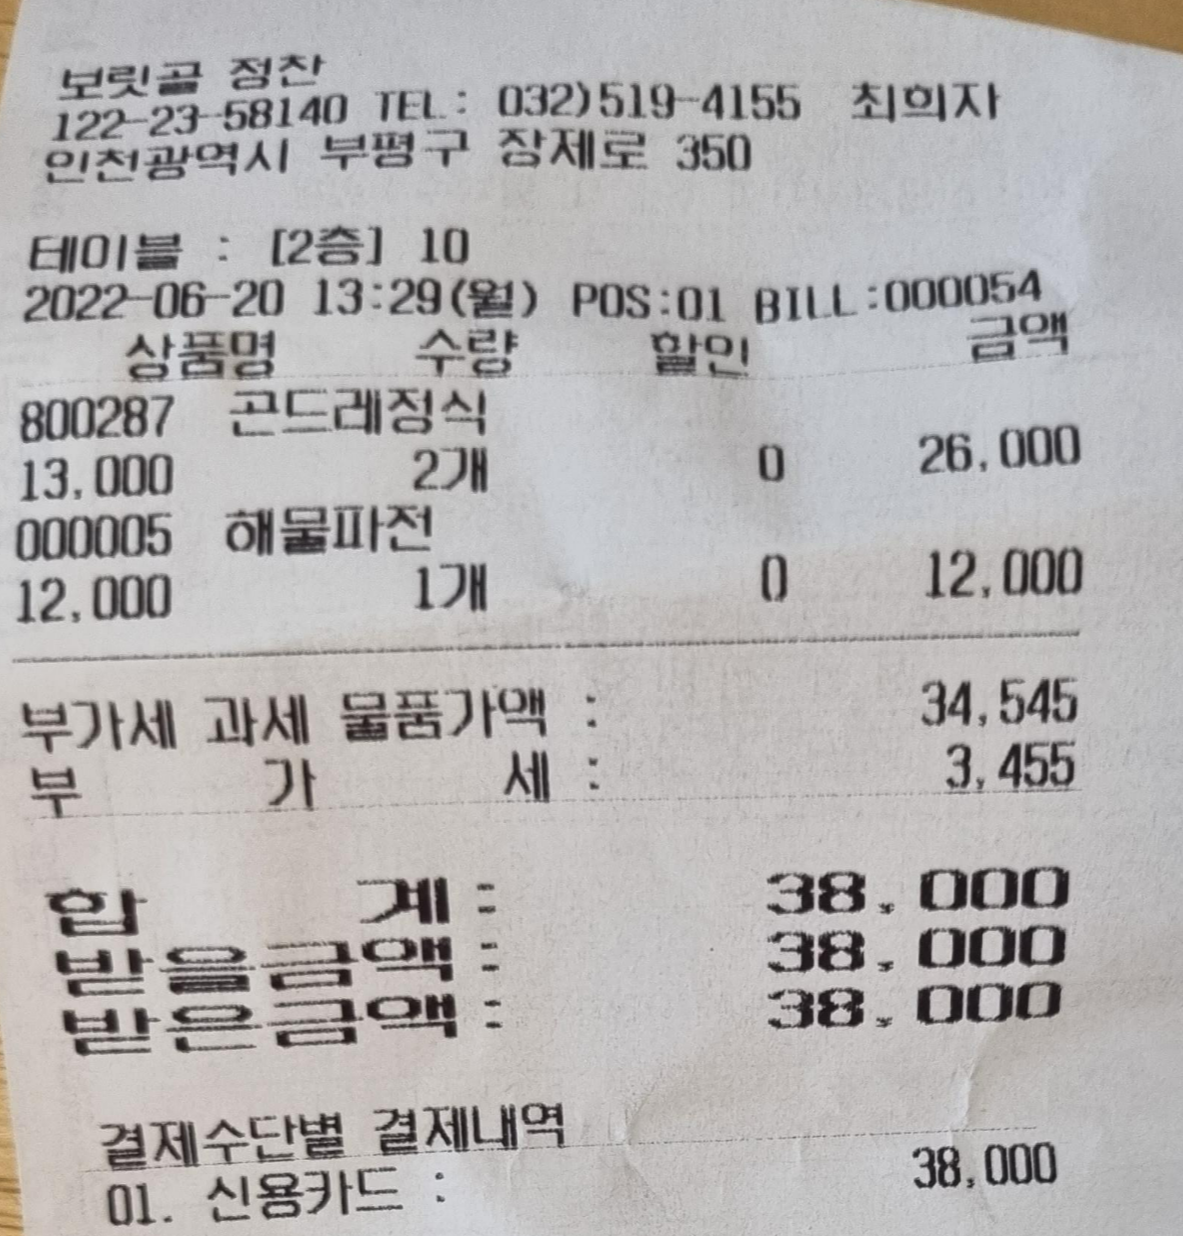 보릿골 정찬
122-23-58140 TEL: 032)519-4155 최희자
인천광역시 부평구 장제로 350
테이블 : [2층] 10
2022-06-20 13:29(월) POS:01 BILL:000054
상품명 수량 할인 금액
800287 곤드레정식
13,000 2개 0 26,000
000005 해물파전
12,000 1개 0 12,000
부가세 과세 물품가액 : 34,545
부 가 세 : 3,455
합 계 : 38,000
받을금액 : 38,000
받은금액 : 38,000
결제수단별 결제내역
01. 신용카드 : 38,000